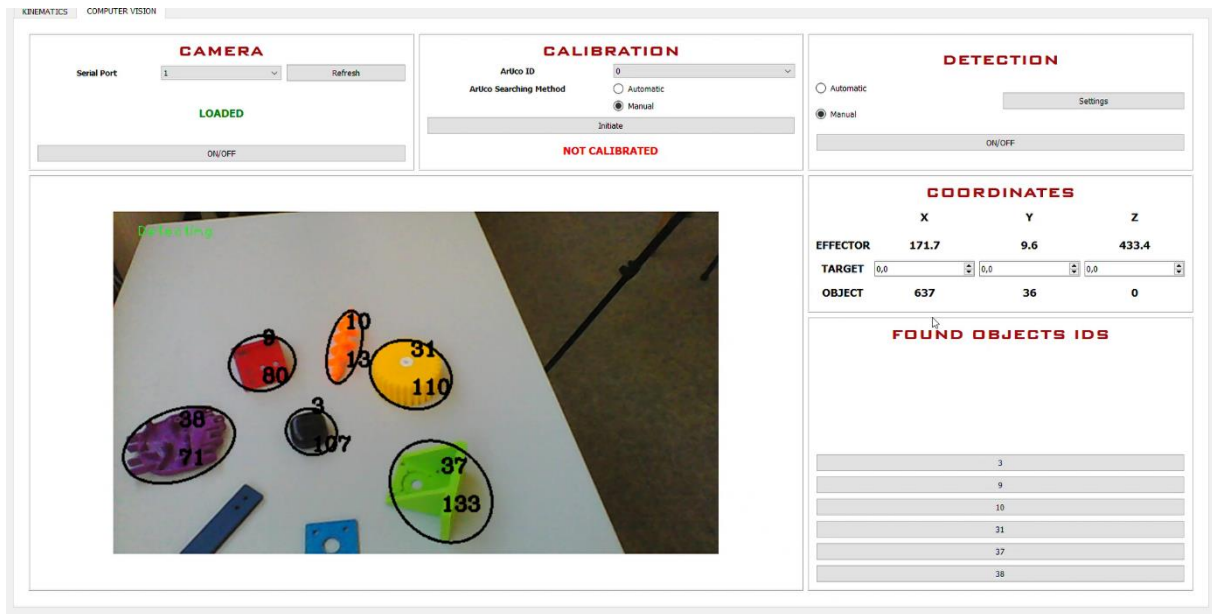 KINEMATICS COMPUTER VISION
CAMERA
Serial Port 1 Refresh
LOADED
ON/OFF
CALIBRATION
ArUco ID 0
ArUco Searching Method Automatic
Manual
Initiate
NOT CALIBRATED
DETECTION
Automatic
Settings
Manual
ON/OFF
Detecting
9
80
10
13
31
110
3
107
38
71
37
133
COORDINATES
X Y Z
EFFECTOR 171.7 9.6 433.4
TARGET 0,0 0,0 0,0
OBJECT 637 36 0
FOUND OBJECTS IDS
3
9
10
31
37
38